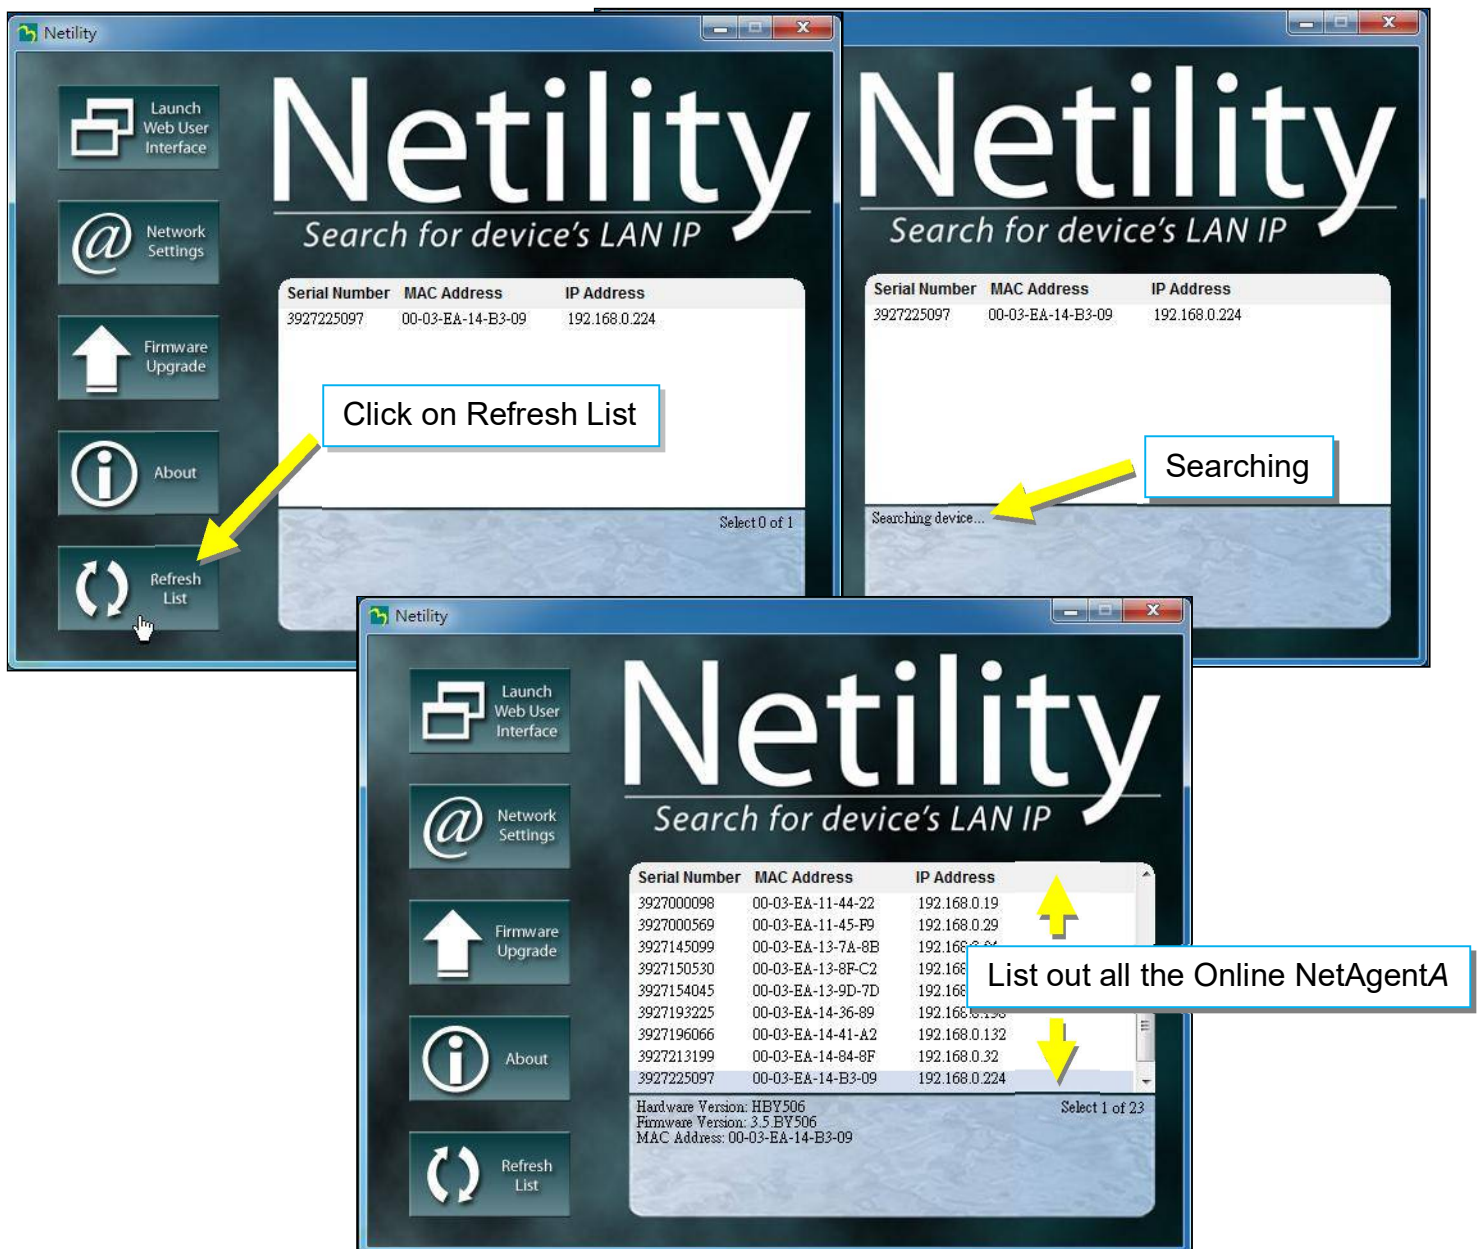 Netility
Launch
Web User
Interface
Network
Settings
Firmware
Upgrade
About
Refresh
List
Netility
Search for device's LAN IP
Serial Number MAC Address IP Address
3927225097 00-03-EA-14-B3-09 192.168.0.224
Click on Refresh List
Select 0 of 1
Netility
Search for device's LAN IP
Serial Number MAC Address IP Address
3927225097 00-03-EA-14-B3-09 192.168.0.224
Searching
Searching device...
Netility
Launch
Web User
Interface
Network
Settings
Firmware
Upgrade
About
Refresh
List
Netility
Search for device's LAN IP
Serial Number MAC Address IP Address
3927000098 00-03-EA-11-44-22 192.168.0.19
3927000569 00-03-EA-11-45-F9 192.168.0.29
3927145099 00-03-EA-13-7A-8B
3927150530 00-03-EA-13-8F-C2 192.168
3927154045 00-03-EA-13-9D-7D 192.168
3927193225 00-03-EA-14-36-89
3927196066 00-03-EA-14-41-A2 192.168.0.132
3927213199 00-03-EA-14-84-8F 192.168.0.32
3927225097 00-03-EA-14-B3-09 192.168.0.224
List out all the Online NetAgentA
Hardware Version: HBY506
Firmware Version: 3.5.BY506
MAC Address: 00-03-EA-14-B3-09
Select 1 of 23